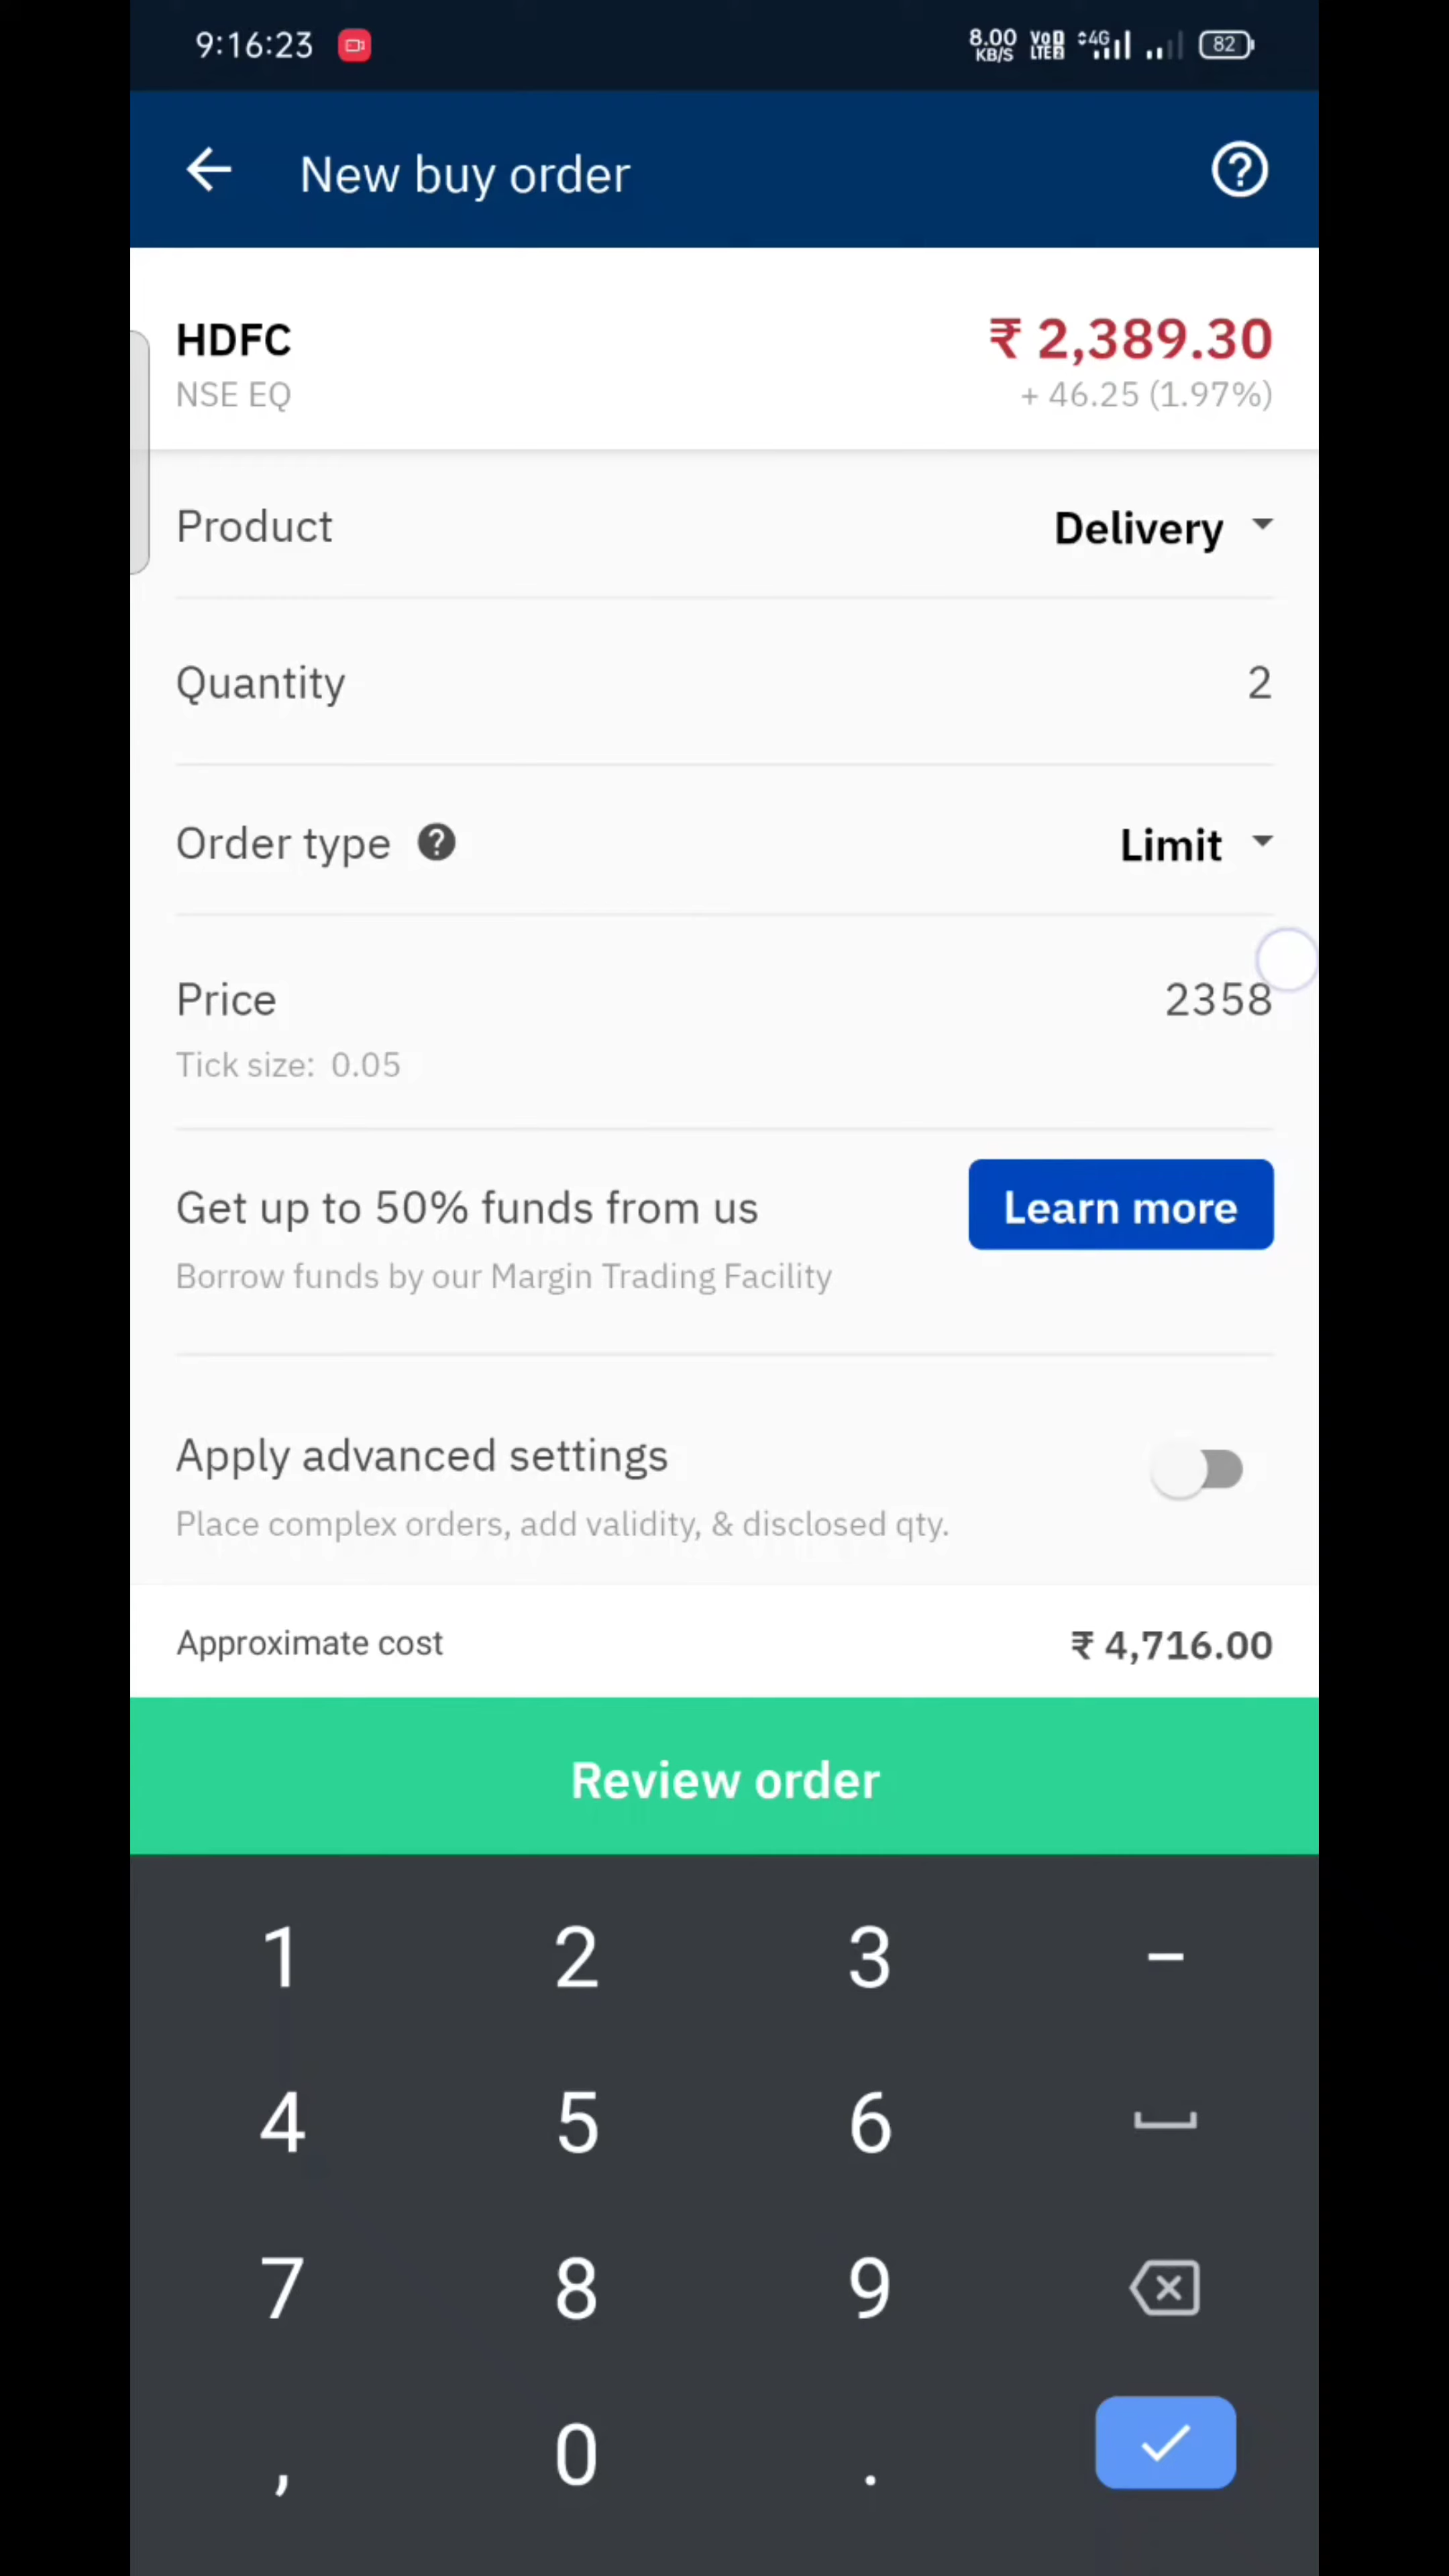 9:16:23 8.00 KB/S VoD LTE2 4G 82
New buy order
HDFC ₹ 2,389.30
NSE EQ + 46.25 (1.97%)
Product Delivery
Quantity 2
Order type ? Limit
Price 2358
Tick size: 0.05
Get up to 50% funds from us Learn more
Borrow funds by our Margin Trading Facility
Apply advanced settings
Place complex orders, add validity, & disclosed qty.
Approximate cost ₹ 4,716.00
Review order
1 2 3 –
4 5 6
7 8 9
, 0 .